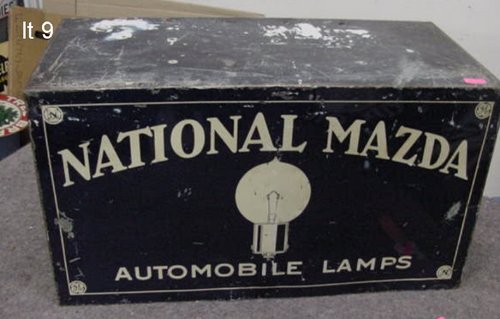 lt 9
NATIONAL MAZDA
AUTOMOBILE LAMPS